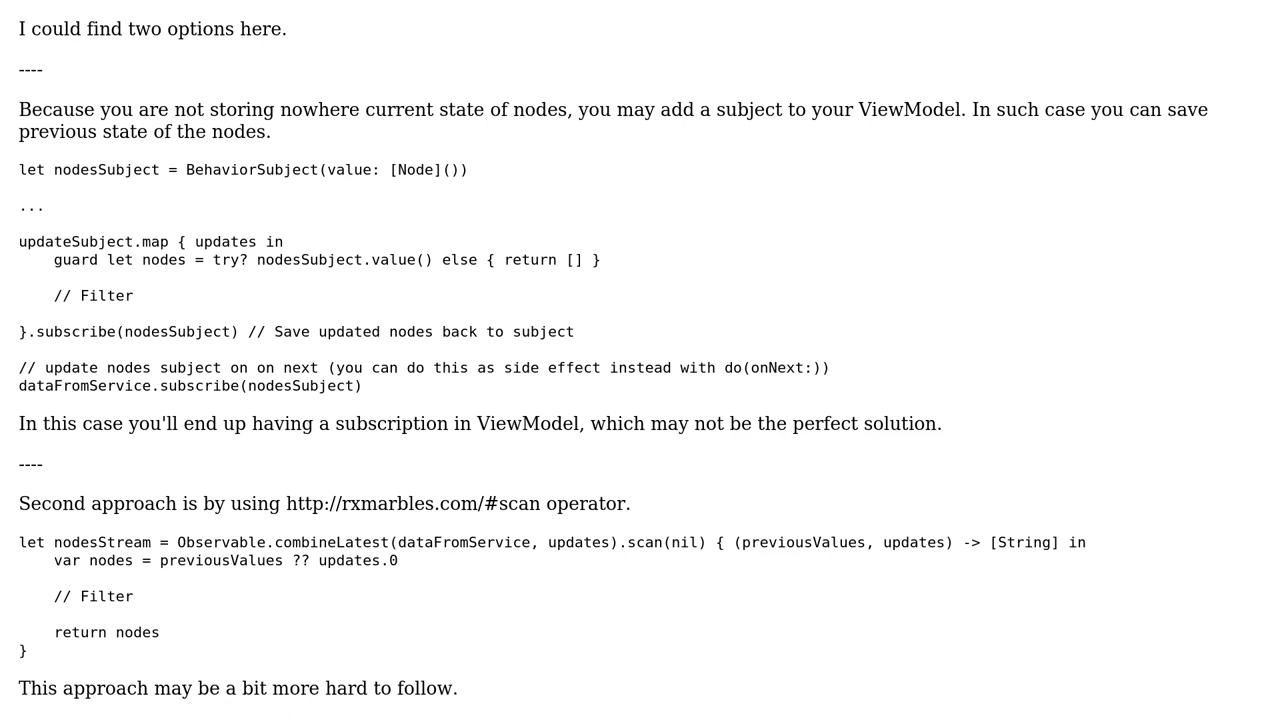 I could find two options here.
----
Because you are not storing nowhere current state of nodes, you may add a subject to your ViewModel. In such case you can save
previous state of the nodes.
let nodesSubject = BehaviorSubject(value: [Node]())
...
updateSubject.map { updates in
    guard let nodes = try? nodesSubject.value() else { return [] }
    // Filter
}.subscribe(nodesSubject) // Save updated nodes back to subject
// update nodes subject on on next (you can do this as side effect instead with do(onNext:))
dataFromService.subscribe(nodesSubject)
In this case you'll end up having a subscription in ViewModel, which may not be the perfect solution.
----
Second approach is by using http://rxmarbles.com/#scan operator.
let nodesStream = Observable.combineLatest(dataFromService, updates).scan(nil) { (previousValues, updates) -> [String] in
    var nodes = previousValues ?? updates.0
    // Filter
    return nodes
}
This approach may be a bit more hard to follow.